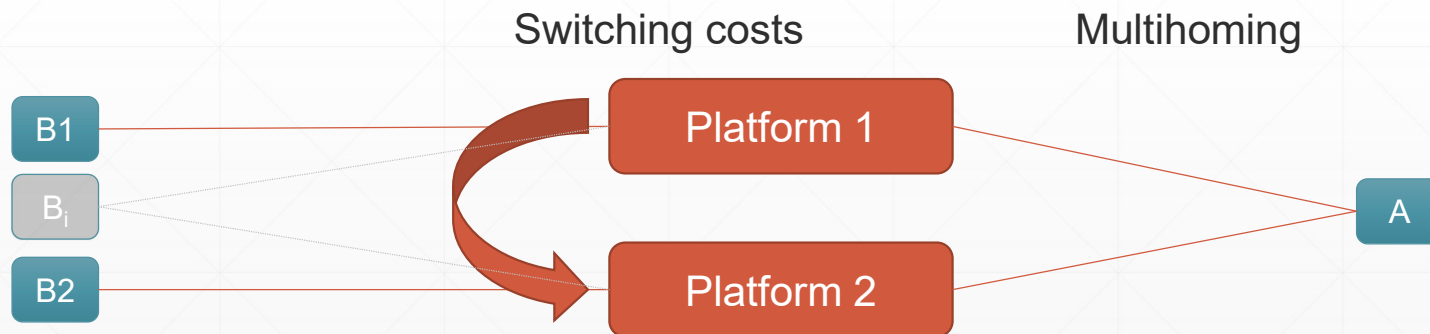 Switching costs
Multihoming
B1
Platform 1
Bi
A
B2
Platform 2